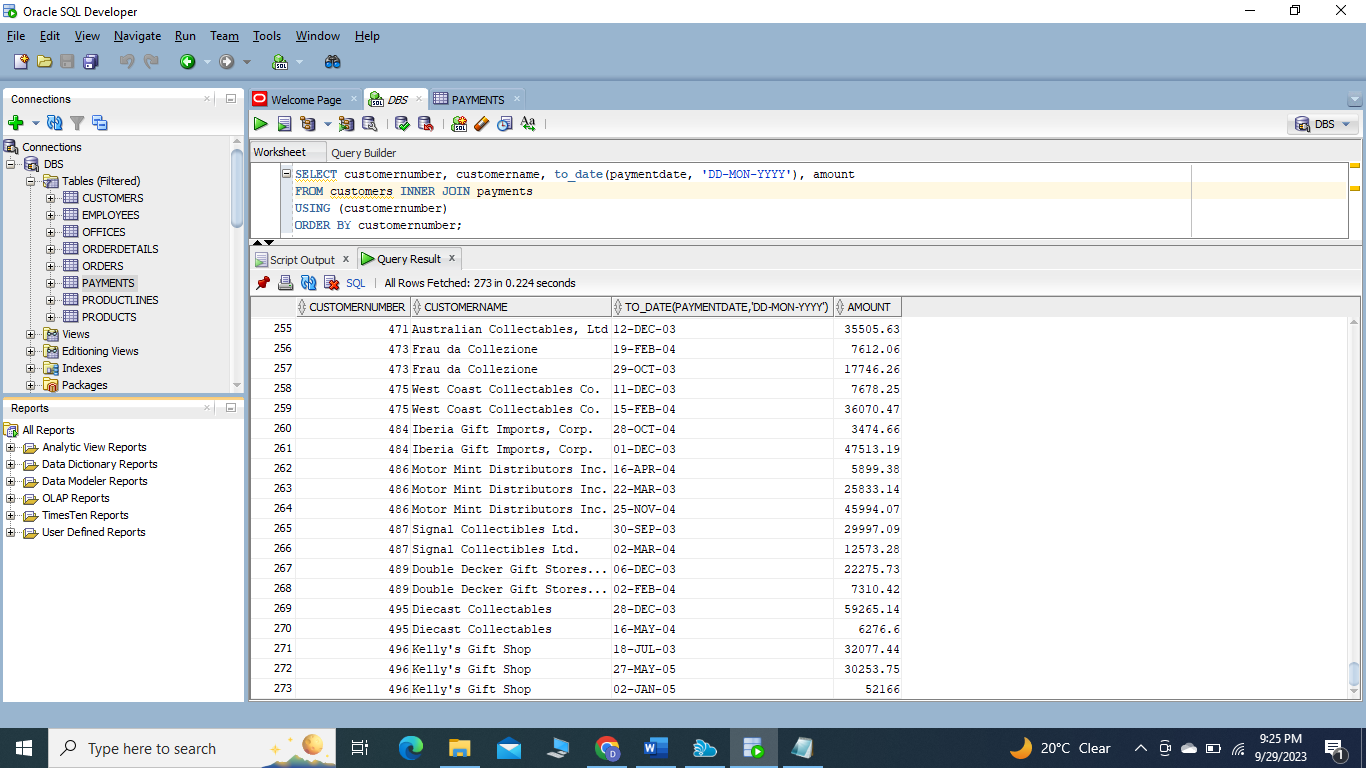 Oracle SQL Developer
File Edit View Navigate Run Team Tools Window Help
Connections
Connections
DBS
Tables (Filtered)
CUSTOMERS
EMPLOYEES
OFFICES
ORDERDETAILS
ORDERS
PAYMENTS
PRODUCTLINES
PRODUCTS
Views
Editioning Views
Indexes
Packages
Reports
All Reports
Analytic View Reports
Data Dictionary Reports
Data Modeler Reports
OLAP Reports
TimesTen Reports
User Defined Reports
Welcome Page DBS PAYMENTS
DBS
Worksheet Query Builder
SELECT customernumber, customername, to_date(paymentdate, 'DD-MON-YYYY'), amount
FROM customers INNER JOIN payments
USING (customernumber)
ORDER BY customernumber;
Script Output x Query Result x
SQL | All Rows Fetched: 273 in 0.224 seconds
CUSTOMERNUMBER CUSTOMERNAME TO_DATE(PAYMENTDATE,'DD-MON-YYYY') AMOUNT
255 471 Australian Collectables, Ltd 12-DEC-03 35505.63
256 473 Frau da Collezione 19-FEB-04 7612.06
257 473 Frau da Collezione 29-OCT-03 17746.26
258 475 West Coast Collectables Co. 11-DEC-03 7678.25
259 475 West Coast Collectables Co. 15-FEB-04 36070.47
260 484 Iberia Gift Imports, Corp. 28-OCT-04 3474.66
261 484 Iberia Gift Imports, Corp. 01-DEC-03 47513.19
262 486 Motor Mint Distributors Inc. 16-APR-04 5899.38
263 486 Motor Mint Distributors Inc. 22-MAR-03 25833.14
264 486 Motor Mint Distributors Inc. 25-NOV-04 45994.07
265 487 Signal Collectibles Ltd. 30-SEP-03 29997.09
266 487 Signal Collectibles Ltd. 02-MAR-04 12573.28
267 489 Double Decker Gift Stores... 06-DEC-03 22275.73
268 489 Double Decker Gift Stores... 02-FEB-04 7310.42
269 495 Diecast Collectables 28-DEC-03 59265.14
270 495 Diecast Collectables 16-MAY-04 6276.6
271 496 Kelly's Gift Shop 18-JUL-03 32077.44
272 496 Kelly's Gift Shop 27-MAY-05 30253.75
273 496 Kelly's Gift Shop 02-JAN-05 52166
Type here to search
20°C Clear
9:25 PM
9/29/2023
1